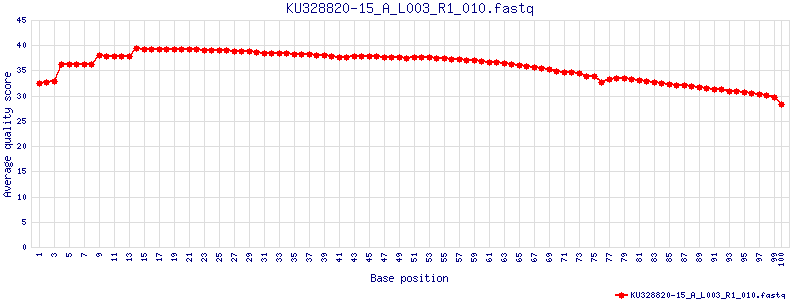 KU328820-15_A_L003_R1_010.fastq
Average quality score
45
40
35
30
25
20
15
10
5
0
1 3 5 7 9 11 13 15 17 19 21 23 25 27 29 31 33 35 37 39 41 43 45 47 49 51 53 55 57 59 61 63 65 67 69 71 73 75 77 79 81 83 85 87 89 91 93 95 97 99 100
Base position
KU328820-15_A_L003_R1_010.fastq